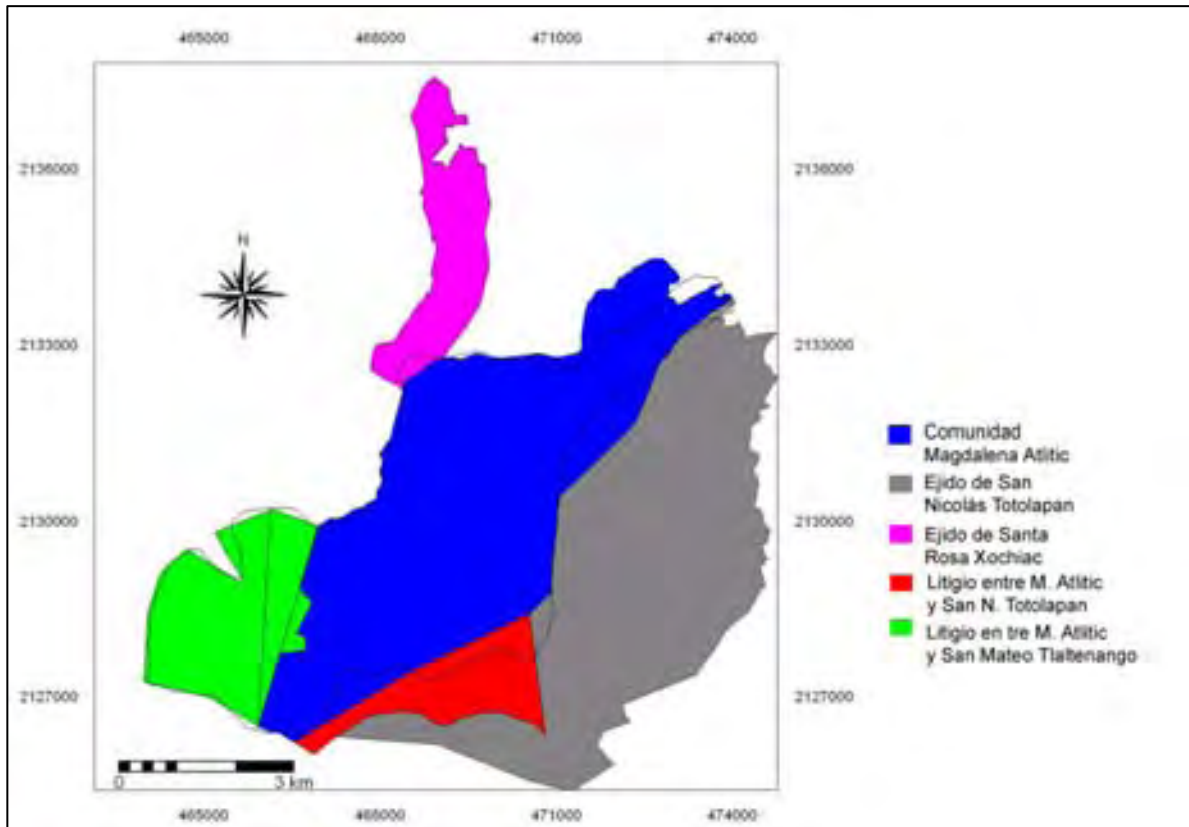 465000 468000 471000 474000
2136000 2136000
N
2133000 2133000
Comunidad
Magdalena Atlitic
Ejido de San
Nicolás Totolapan
2130000 2130000
Ejido de Santa
Rosa Xochiac
Litigio entre M. Atlitic
y San N. Totolapan
Litigio en tre M. Atlitic
y San Mateo Tlaltenango
2127000 2127000
0 3 km
465000 468000 471000 474000